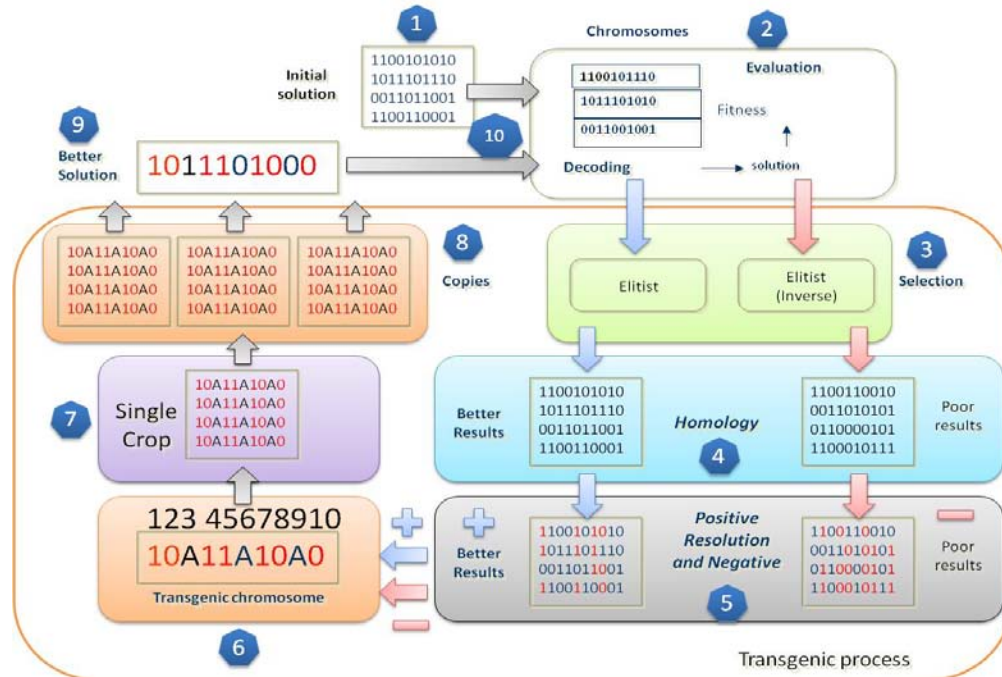 1
1100101010
1011101110
0011011001
1100110001
Initial
solution
Chromosomes
2
Evaluation
1100101110
1011101010
0011001001
Fitness
Decoding
solution
10
9
Better
Solution
1011101000
10A11A10A0
10A11A10A0
10A11A10A0
10A11A10A0
10A11A10A0
10A11A10A0
10A11A10A0
10A11A10A0
10A11A10A0
10A11A10A0
10A11A10A0
10A11A10A0
8
Copies
Elitist
Elitist
(Inverse)
3
Selection
7
Single
Crop
10A11A10A0
10A11A10A0
10A11A10A0
10A11A10A0
Better
Results
1100101010
1011101110
0011011001
1100110001
Homology
4
1100110010
0011010101
0110000101
1100010111
Poor
results
123 45678910
10A11A10A0
Transgenic chromosome
6
Better
Results
1100101010
1011101110
0011011001
1100110001
Positive
Resolution
and Negative
5
1100110010
0011010101
0110000101
1100010111
Poor
results
Transgenic process